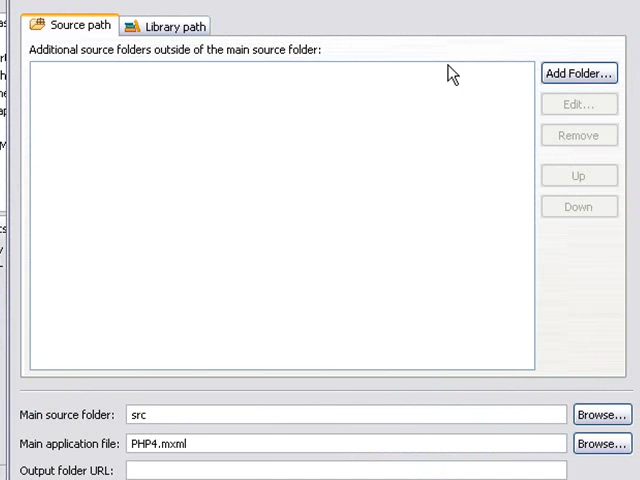 Source path
Library path
Additional source folders outside of the main source folder:
Add Folder...
Edit...
Remove
Up
Down
Main source folder: src Browse...
Main application file: PHP4.mxml Browse...
Output folder URL: